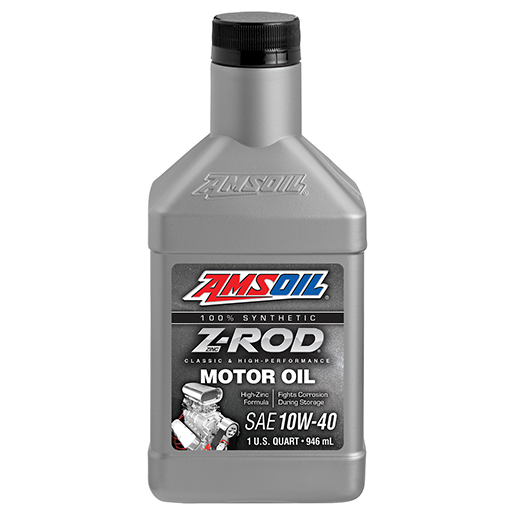 AMSOIL®
AMSOIL®
100% SYNTHETIC
Z-ROD®
ZINC
CLASSIC & HIGH-PERFORMANCE
MOTOR OIL
High-Zinc Formula
Fights Corrosion During Storage
SAE 10W-40
1 U.S. QUART • 946 mL